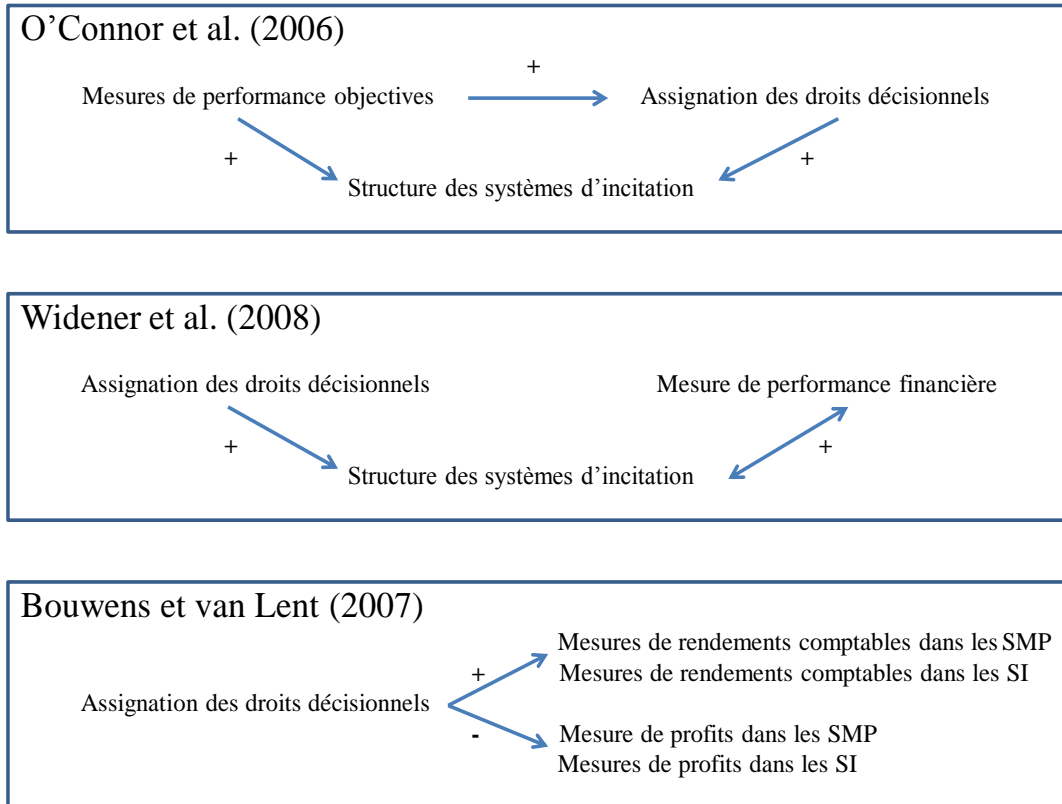 O’Connor et al. (2006)
+
Mesures de performance objectives
Assignation des droits décisionnels
+
+
Structure des systèmes d’incitation
Widener et al. (2008)
Assignation des droits décisionnels
Mesure de performance financière
+
+
Structure des systèmes d’incitation
Bouwens et van Lent (2007)
Mesures de rendements comptables dans les SMP
+
Mesures de rendements comptables dans les SI
Assignation des droits décisionnels
-
Mesure de profits dans les SMP
Mesures de profits dans les SI